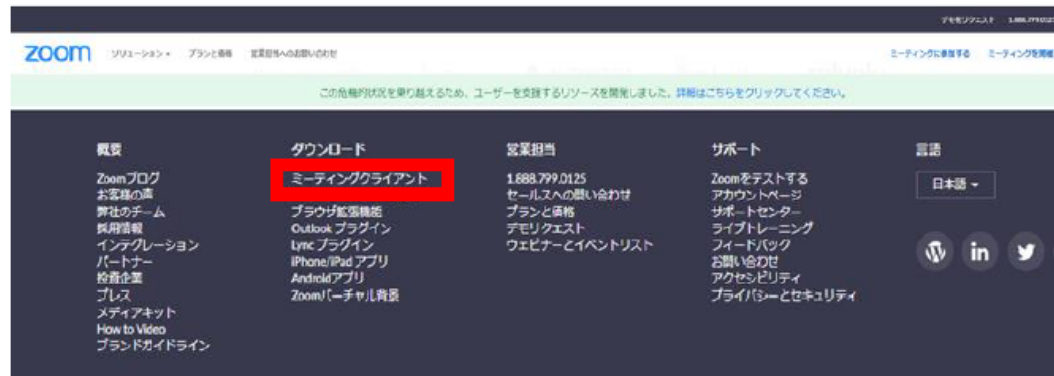 デモをリクエスト 1.888.799.0125
zoom ソリューション プランと価格 営業担当へのお問い合わせ ミーティングに参加する ミーティングを開催
この危機的状況を乗り越えるため、ユーザーを支援するリソースを開発しました。詳細はこちらをクリックしてください。
概要
Zoomブログ
お客様の声
弊社のチーム
採用情報
インテグレーション
パートナー
投資企業
プレス
メディアキット
How to Video
ブランドガイドライン
ダウンロード
ミーティングクライアント
ブラウザ拡張機能
Outlook プラグイン
Lync プラグイン
iPhone/iPad アプリ
Androidアプリ
Zoomバーチャル背景
営業担当
1.888.799.0125
セールスへの問い合わせ
プランと価格
デモリクエスト
ウェビナーとイベントリスト
サポート
Zoomをテストする
アカウントページ
サポートセンター
ライブトレーニング
フィードバック
お問い合わせ
アクセシビリティ
プライバシーとセキュリティ
言語
日本語
in